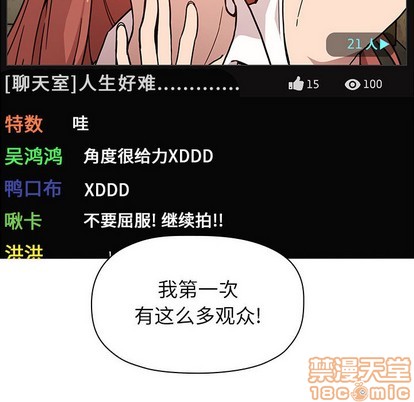 21人▶
[聊天室]人生好难.............
15
100
特数 哇
吴鸿鸿 角度很给力XDDD
鸭口布 XDDD
啾卡 不要屈服! 继续拍!!
洪洪
我第一次
有这么多观众!
禁漫天堂
18comic